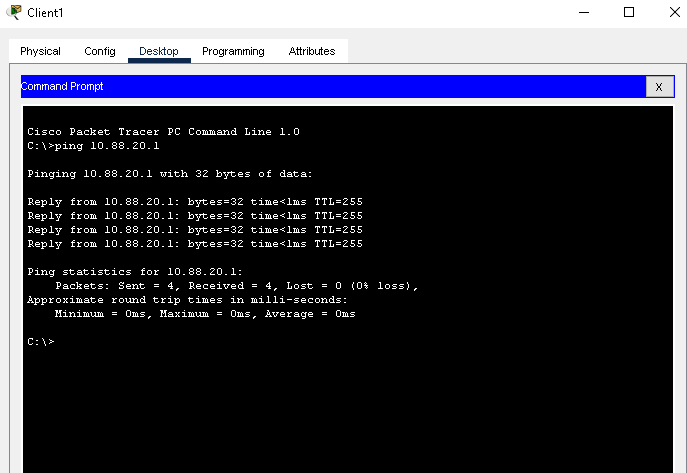 Client1
Physical Config Desktop Programming Attributes
Command Prompt
X
Cisco Packet Tracer PC Command Line 1.0
C:\>ping 10.88.20.1
Pinging 10.88.20.1 with 32 bytes of data:
Reply from 10.88.20.1: bytes=32 time<1ms TTL=255
Reply from 10.88.20.1: bytes=32 time<1ms TTL=255
Reply from 10.88.20.1: bytes=32 time<1ms TTL=255
Reply from 10.88.20.1: bytes=32 time<1ms TTL=255
Ping statistics for 10.88.20.1:
Packets: Sent = 4, Received = 4, Lost = 0 (0% loss),
Approximate round trip times in milli-seconds:
Minimum = 0ms, Maximum = 0ms, Average = 0ms
C:\>